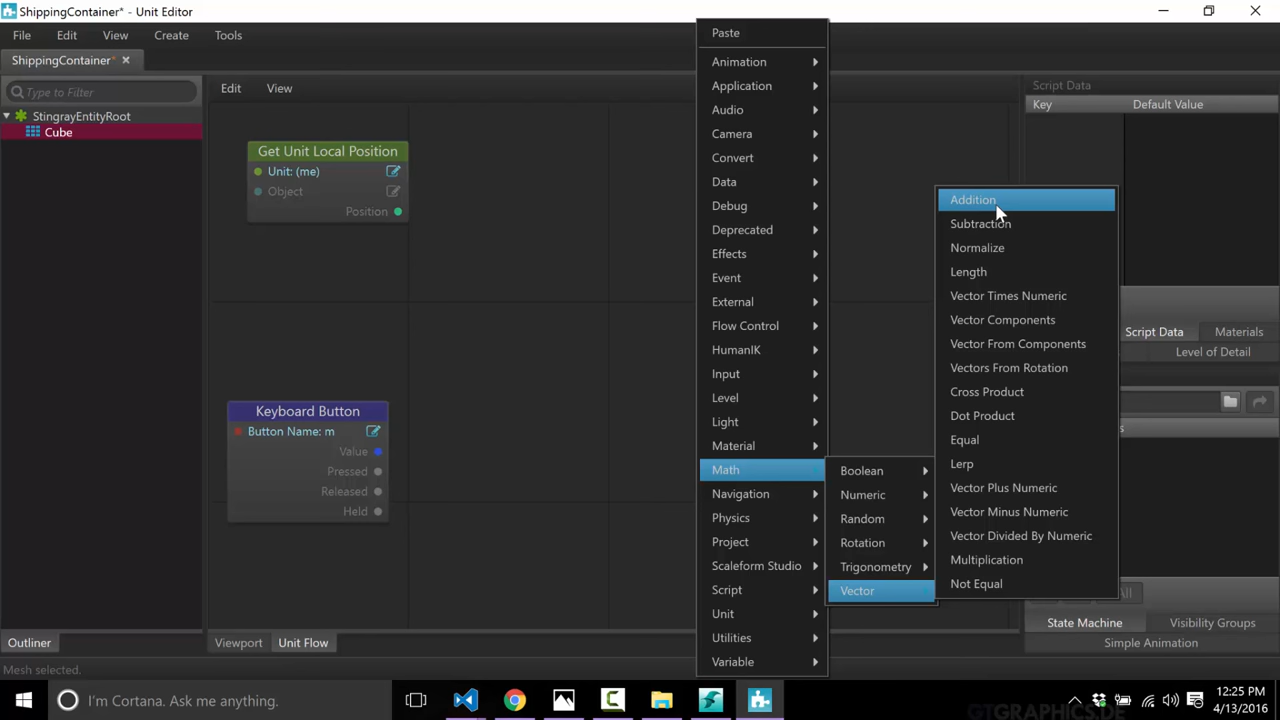 ShippingContainer* - Unit Editor
File Edit View Create Tools
ShippingContainer*
Type to Filter
StingrayEntityRoot
Cube
Edit View
Get Unit Local Position
Unit: (me)
Object
Position
Keyboard Button
Button Name: m
Value
Pressed
Released
Held
Paste
Animation
Application
Audio
Camera
Convert
Data
Debug
Deprecated
Effects
Event
External
Flow Control
HumanIK
Input
Level
Light
Material
Math
Navigation
Physics
Project
Scaleform Studio
Script
Unit
Utilities
Variable
Boolean
Numeric
Random
Rotation
Trigonometry
Vector
Addition
Subtraction
Normalize
Length
Vector Times Numeric
Vector Components
Vector From Components
Vectors From Rotation
Cross Product
Dot Product
Equal
Lerp
Vector Plus Numeric
Vector Minus Numeric
Vector Divided By Numeric
Multiplication
Not Equal
Script Data
Key Default Value
Script Data Materials
Level of Detail
State Machine Visibility Groups
Simple Animation
Outliner
Viewport Unit Flow
Mesh selected.
I'm Cortana. Ask me anything.
12:25 PM
4/13/2016
GTGRAPHICS.DE